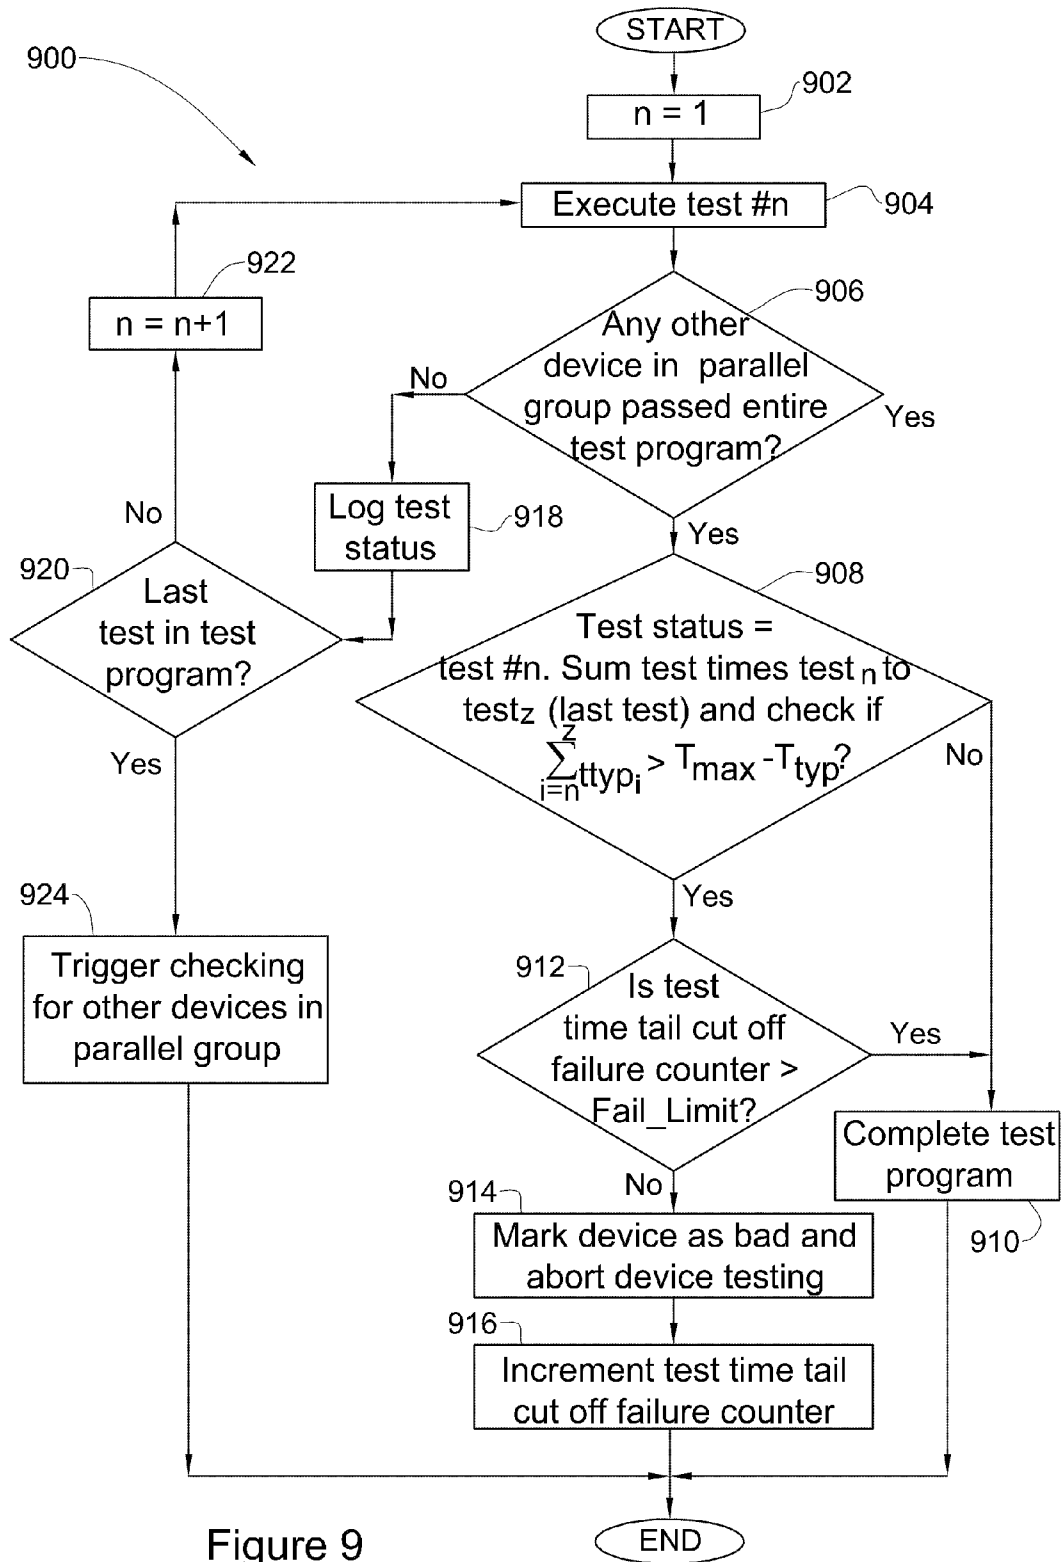 START
900
902
n = 1
Execute test #n
904
922
n = n+1
906
Any other
device in parallel
group passed entire
test program?
No
Yes
Log test
status
918
Yes
No
920
Last
test in test
program?
Yes
908
Test status =
test #n. Sum test times test n to
test z (last test) and check if
z ∑ i=n ttyp i > T max - T typ?
No
Yes
924
Trigger checking
for other devices in
parallel group
912
Is test
time tail cut off
failure counter >
Fail_Limit?
Yes
No
Complete test
program
910
914
Mark device as bad and
abort device testing
916
Increment test time tail
cut off failure counter
END
Figure 9